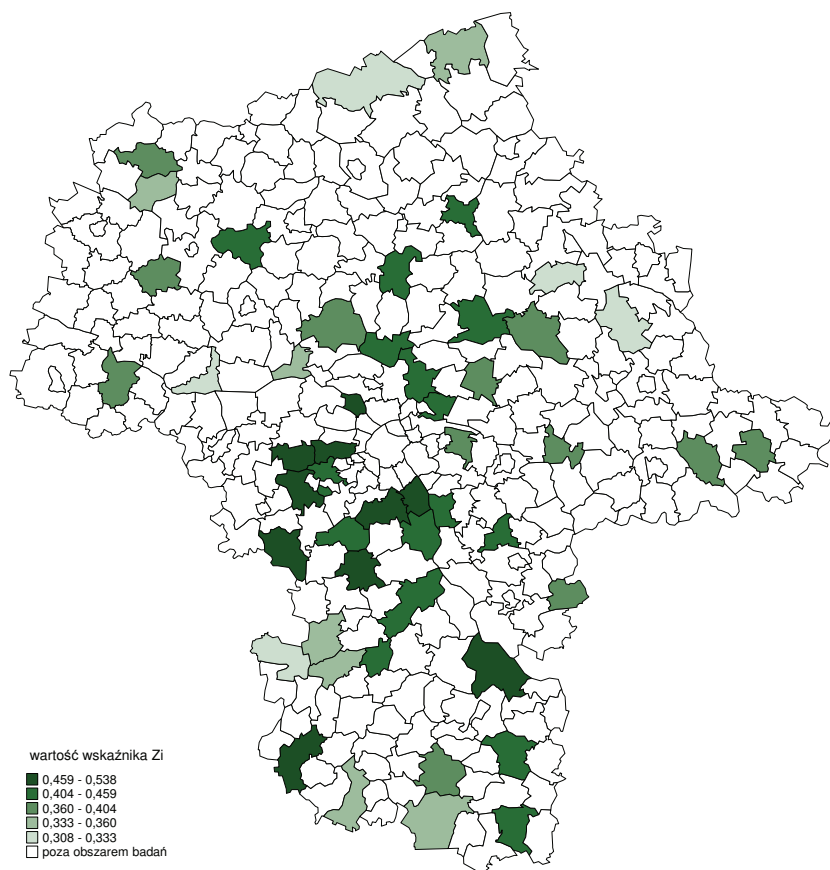 wartość wskaźnika Zi
0,459 - 0,538
0,404 - 0,459
0,360 - 0,404
0,333 - 0,360
0,308 - 0,333
poza obszarem badań